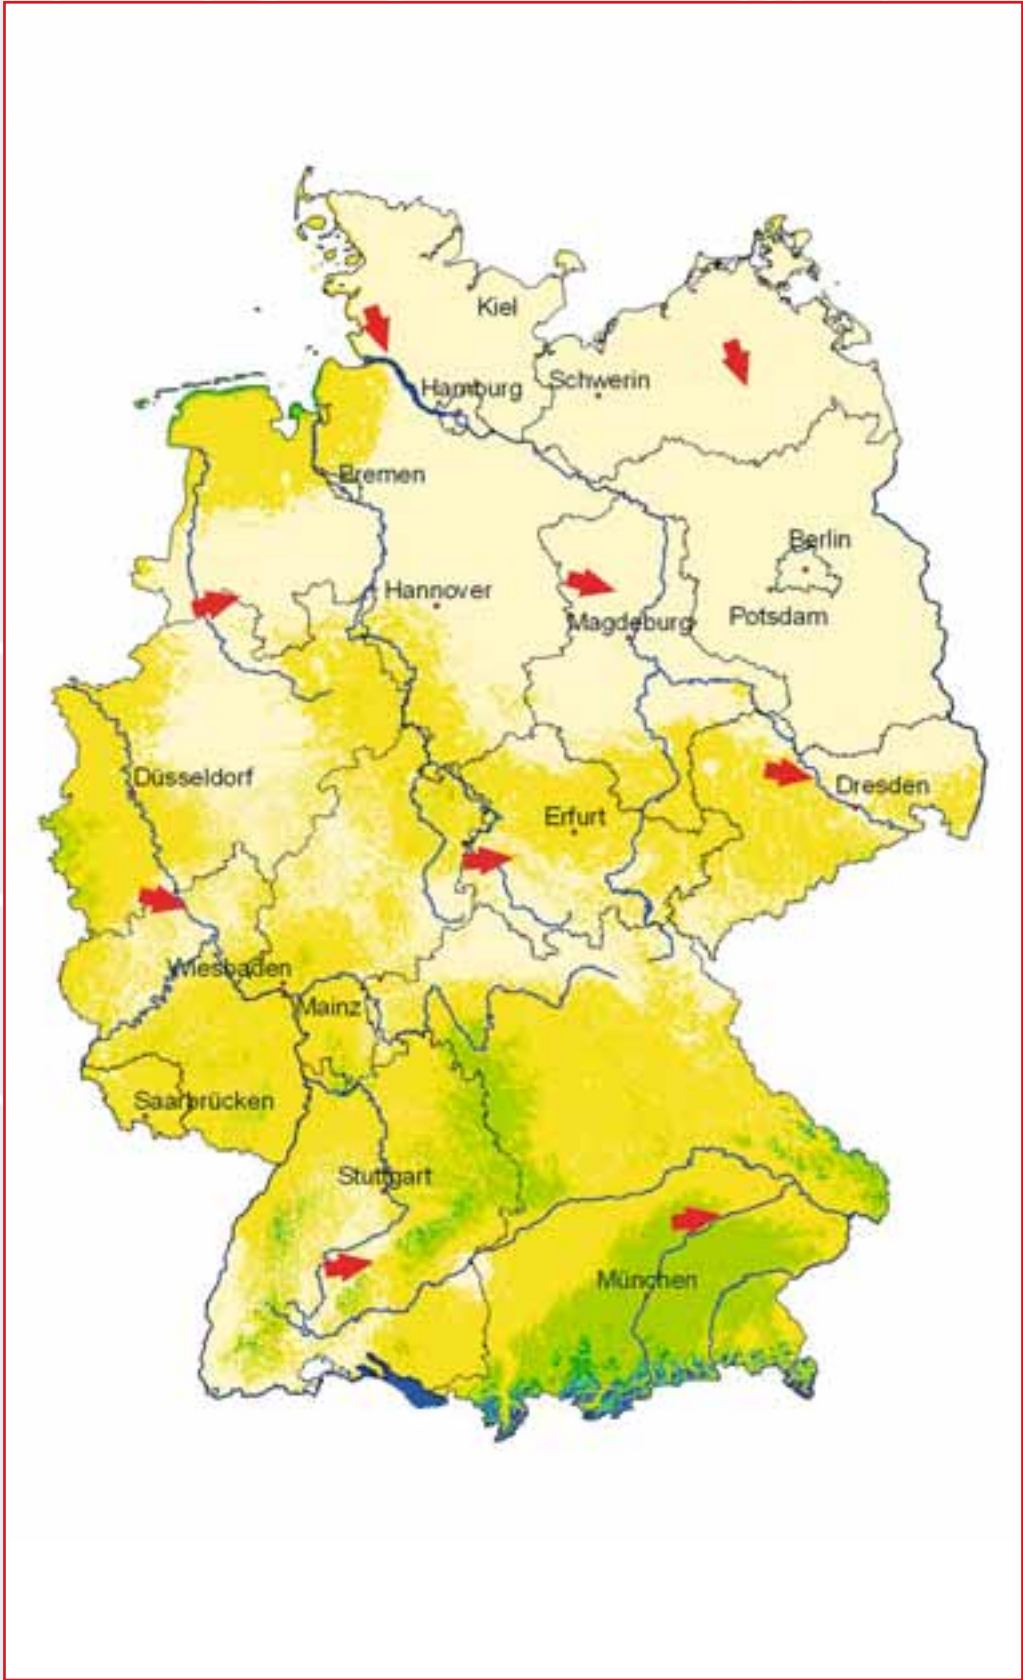 Kiel
Hamburg
Schwerin
Bremen
Berlin
Hannover
Potsdam
Magdeburg
Düsseldorf
Dresden
Erfurt
Wiesbaden
Mainz
Saarbrücken
Stuttgart
München